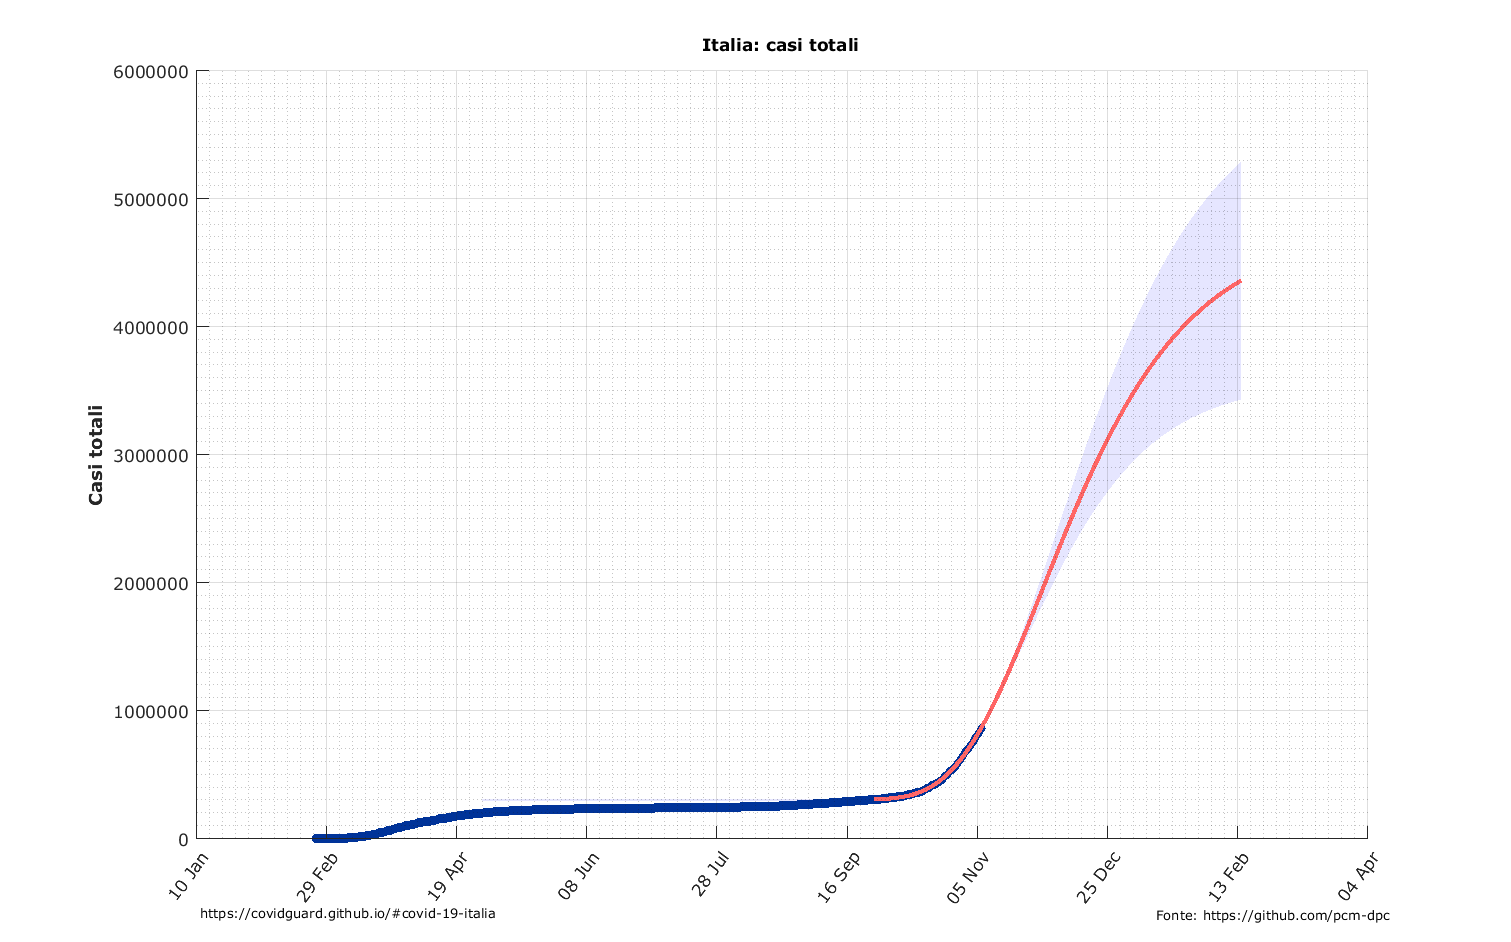 Italia: casi totali
6000000
5000000
4000000
3000000
2000000
1000000
0
Casi totali
10 Jan
29 Feb
19 Apr
08 Jun
28 Jul
16 Sep
05 Nov
25 Dec
13 Feb
04 Apr
https://covidguard.github.io/#covid-19-italia
Fonte: https://github.com/pcm-dpc